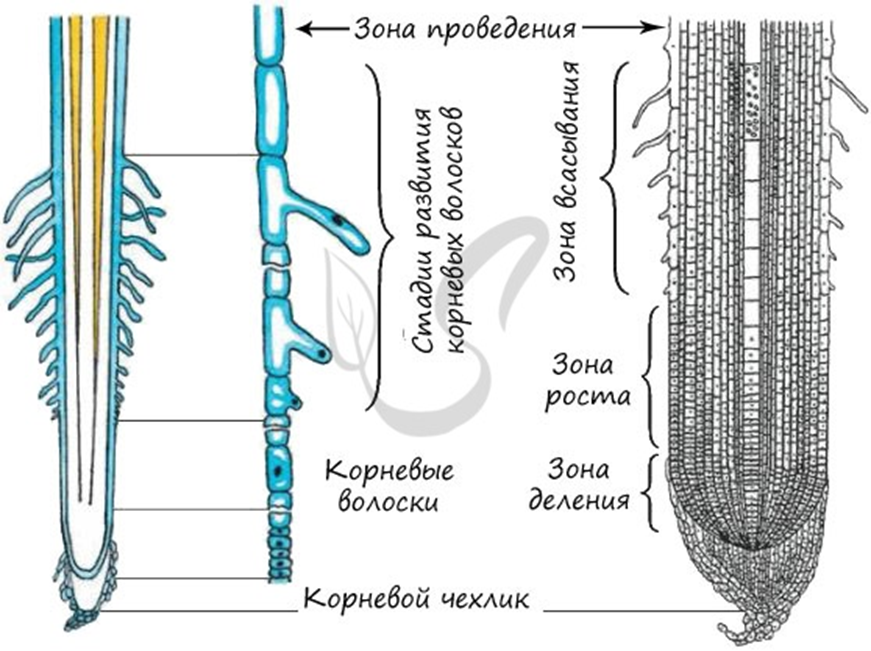 Зона проведения
Стадии развития
корневых волосков
Зона всасывания
Зона
роста
Корневые
волоски
Зона
деления
Корневой чехлик